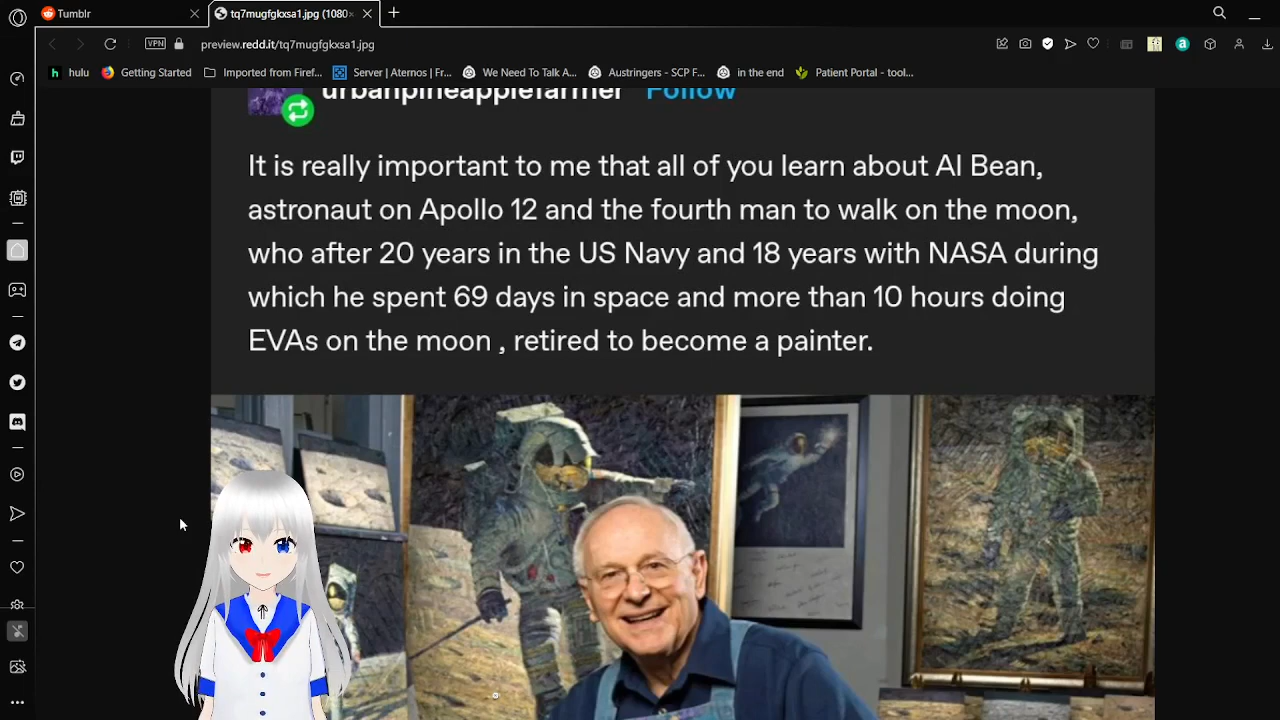 Tumblr
tq7mugfgkxsa1.jpg (1080×
VPN
preview.redd.it/tq7mugfgkxsa1.jpg
hulu
Getting Started
Imported from Firef...
Server | Aternos | Fr...
We Need To Talk A...
Austringers - SCP F...
in the end
Patient Portal - tool...
urbanpineapplefarmer Follow
It is really important to me that all of you learn about Al Bean,
astronaut on Apollo 12 and the fourth man to walk on the moon,
who after 20 years in the US Navy and 18 years with NASA during
which he spent 69 days in space and more than 10 hours doing
EVAs on the moon , retired to become a painter.